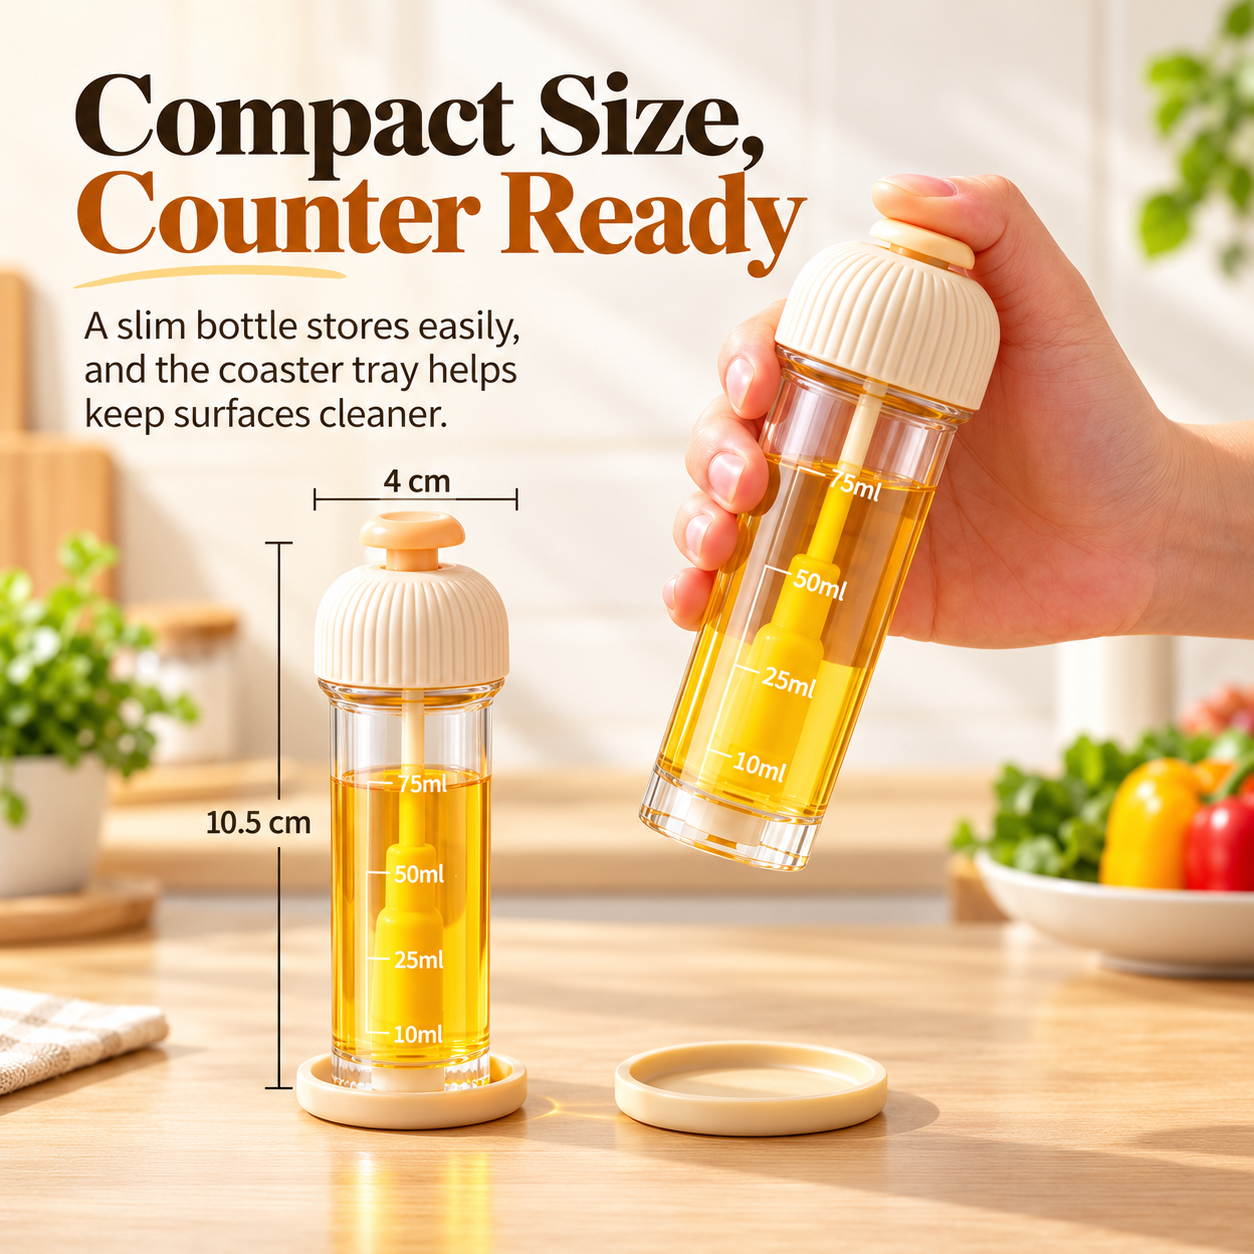 Compact Size,
Counter Ready
A slim bottle stores easily,
and the coaster tray helps
keep surfaces cleaner.
4 cm
10.5 cm
75ml
50ml
25ml
10ml
75ml
50ml
25ml
10ml